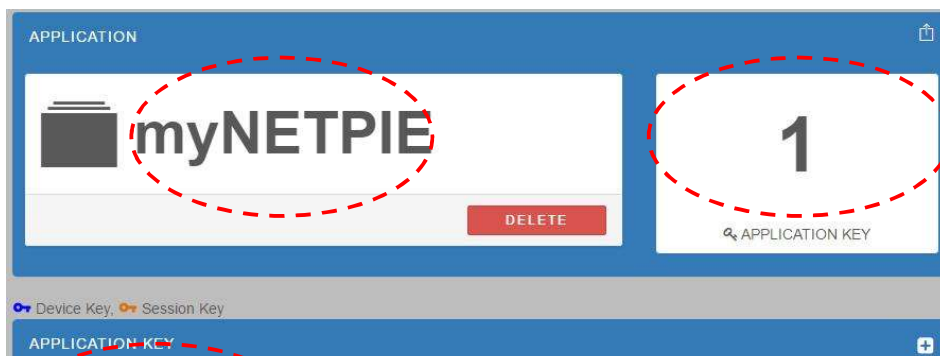 APPLICATION
myNETPIE
1
DELETE
APPLICATION KEY
Device Key, Session Key
APPLICATION KEY